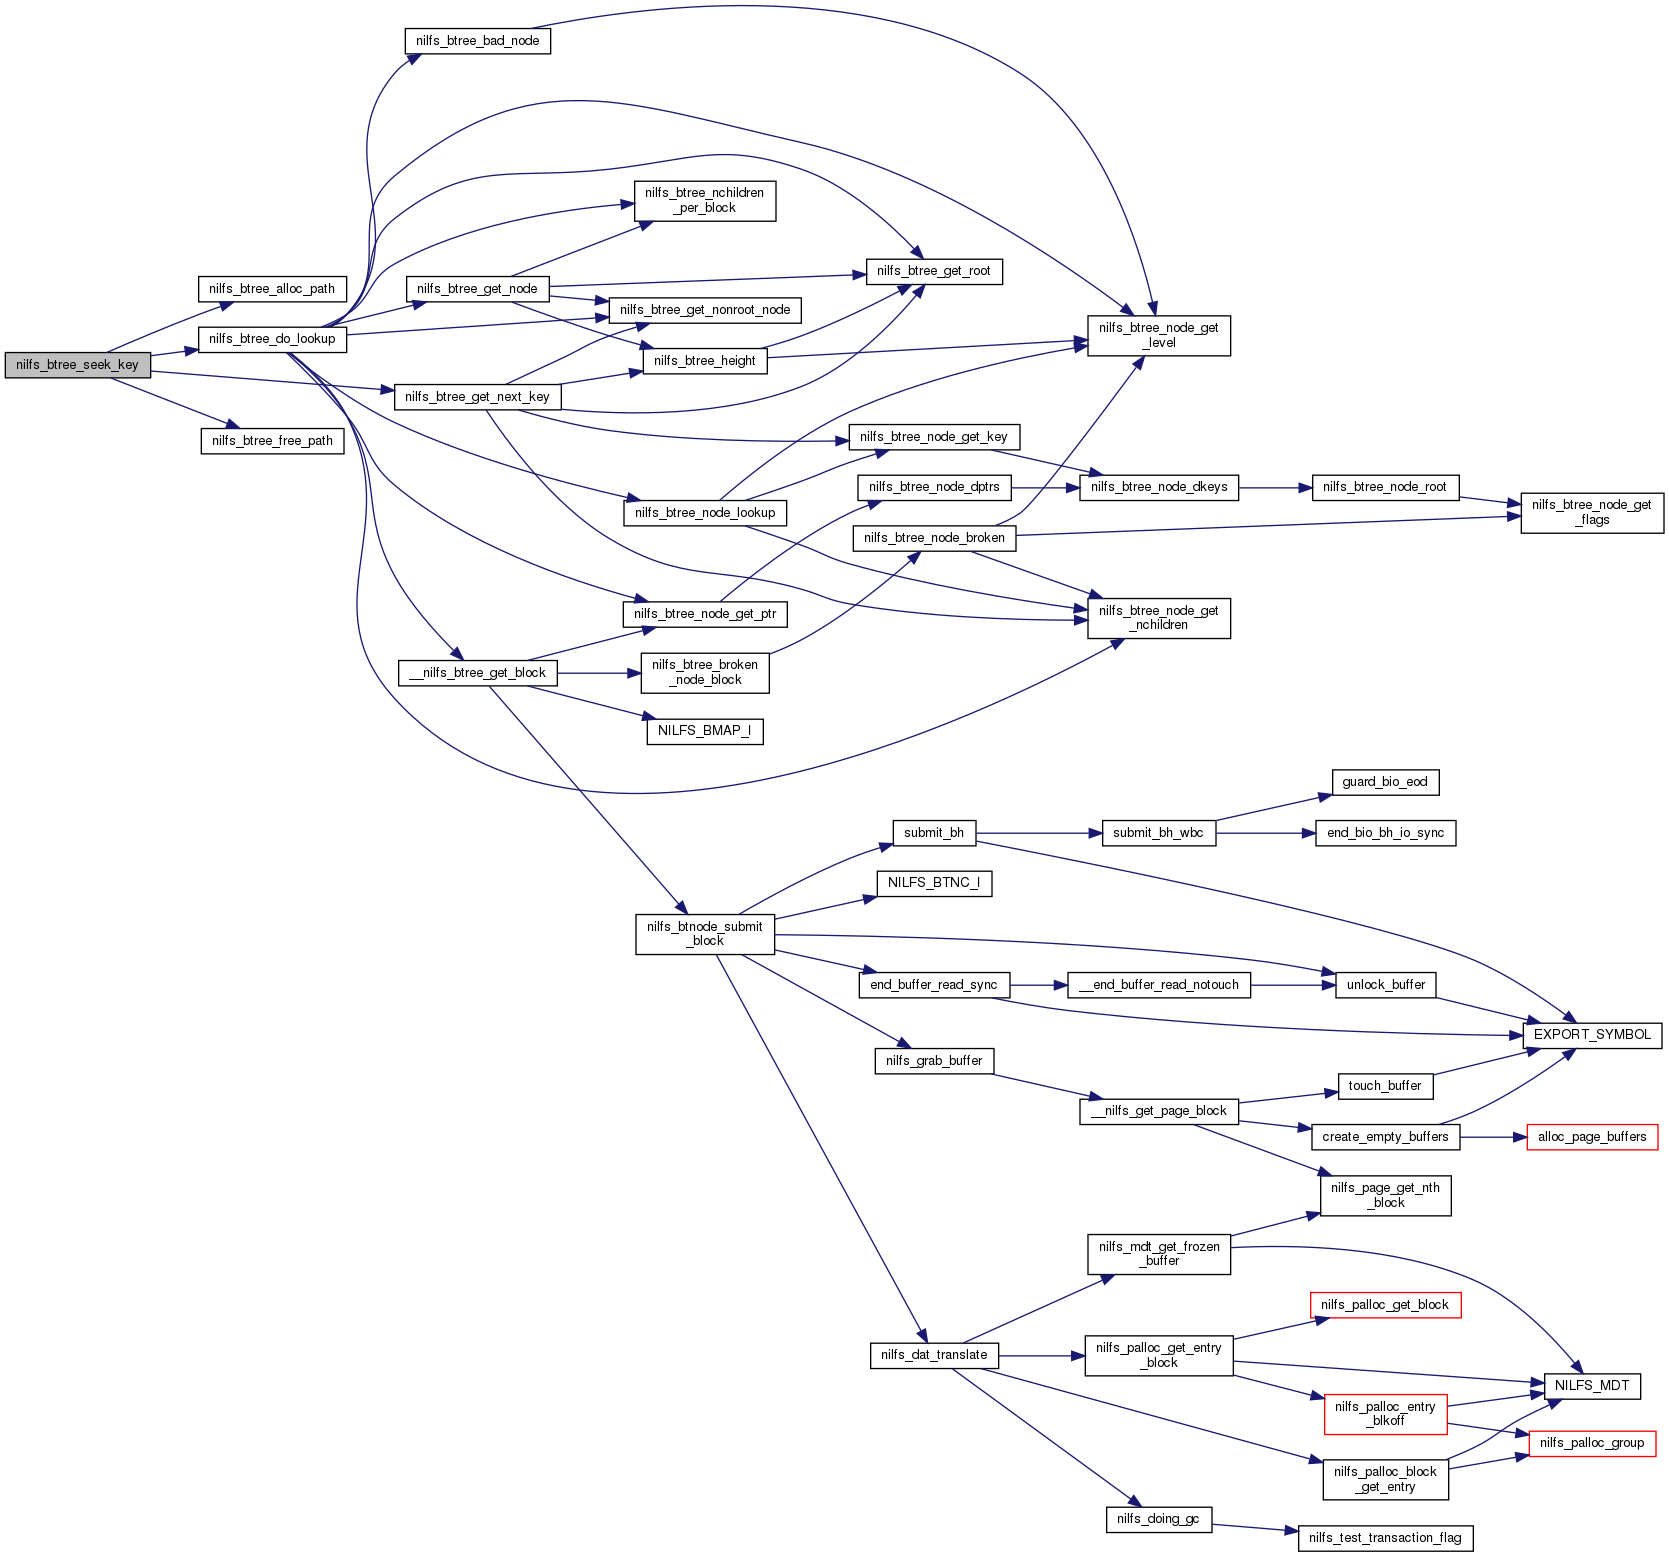 nilfs_btree_bad_node
nilfs_btree_nchildren
_per_block
nilfs_btree_get_root
nilfs_btree_alloc_path
nilfs_btree_get_node
nilfs_btree_get_nonroot_node
nilfs_btree_do_lookup
nilfs_btree_node_get
_level
nilfs_btree_seek_key
nilfs_btree_height
nilfs_btree_get_next_key
nilfs_btree_free_path
nilfs_btree_node_get_key
nilfs_btree_node_dptrs
nilfs_btree_node_dkeys
nilfs_btree_node_root
nilfs_btree_node_lookup
nilfs_btree_node_get
_flags
nilfs_btree_node_broken
nilfs_btree_node_get_ptr
nilfs_btree_node_get
_nchildren
__nilfs_btree_get_block
nilfs_btree_broken
_node_block
NILFS_BMAP_I
guard_bio_eod
submit_bh
submit_bh_wbc
end_bio_bh_io_sync
NILFS_BTNC_I
nilfs_btnode_submit
_block
end_buffer_read_sync
__end_buffer_read_notouch
unlock_buffer
EXPORT_SYMBOL
nilfs_grab_buffer
touch_buffer
__nilfs_get_page_block
create_empty_buffers
alloc_page_buffers
nilfs_page_get_nth
_block
nilfs_mdt_get_frozen
_buffer
nilfs_palloc_get_block
nilfs_dat_translate
nilfs_palloc_get_entry
_block
NILFS_MDT
nilfs_palloc_entry
_blkoff
nilfs_palloc_group
nilfs_palloc_block
_get_entry
nilfs_doing_gc
nilfs_test_transaction_flag